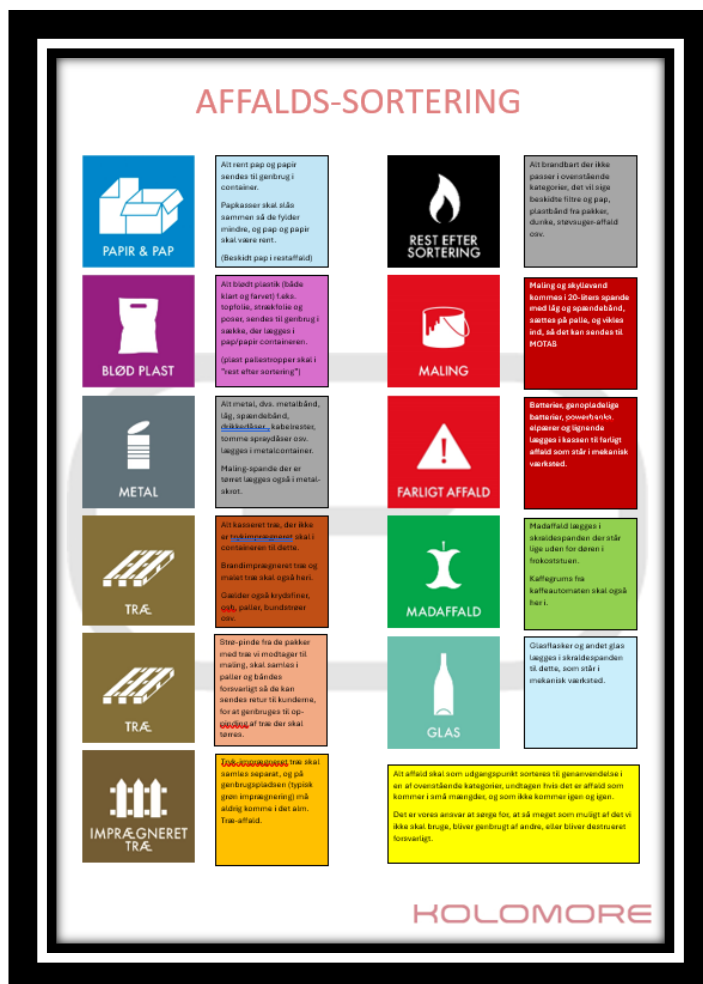 AFFALDS-SORTERING
PAPIR & PAP
Alt rent pap og papir
sendes til genbrug i
container.
Papkasser skal slås
sammen så de fylder
mindre, og pap og papir
skal være rent.
(Beskidt pap i restaffald)
BLØD PLAST
Alt blødt plastik (både
klart og farvet) f.eks.
topfolie, strækfolie og
poser, sendes til genbrug i
sække, der lægges i
pap/papir containeren.
(plast pallestropper skal i
"rest efter sortering")
METAL
Alt metal, dvs. metalbånd,
låg, spændebånd,
drikkedåser, kabelrester,
tomme spraydåser osv.
lægges i metalcontainer.
Maling-spande der er
tørret lægges også i metal-
skrot.
TRÆ
Alt kasseret træ, der ikke
er trykimprægneret skal i
containeren til dette.
Brandimprægneret træ og
malet træ skal også heri.
Gælder også krydsfiner,
osb, paller, bundstrøer
osv.
TRÆ
Strø-pinde fra de pakker
med træ vi modtager til
maling, skal samles i
paller og båndes
forsvarligt så de kan
sendes retur til kunderne,
for at genbruges til op-
pinding af træ der skal
tørres.
IMPRÆGNERET
TRÆ
Tryk-imprægneret træ skal
samles separat, og på
genbrugspladsen (typisk
grøn imprægnering) må
aldrig komme i det alm.
Træ-affald.
REST EFTER
SORTERING
Alt brandbart der ikke
passer i ovenstående
kategorier, det vil sige
beskidte filtre og pap,
plastbånd fra pakker,
dunke, støvsuger-affald
osv.
MALING
Maling og skyllevand
kommes i 20-liters spande
med låg og spændebånd,
sættes på palle, og vikles
ind, så det kan sendes til
MOTAS
FARLIGT AFFALD
Batterier, genopladelige
batterier, powerbanks,
elpærer og lignende
lægges i kassen til farligt
affald som står i mekanisk
værksted.
MADAFFALD
Madaffald lægges i
skraldespanden der står
lige uden for døren i
frokoststuen.
Kaffegrums fra
kaffeautomaten skal også
her i.
GLAS
Glasflasker og andet glas
lægges i skraldespanden
til dette, som står i
mekanisk værksted.
Alt affald skal som udgangspunkt sorteres til genanvendelse i
en af ovenstående kategorier, undtagen hvis det er affald som
kommer i små mængder, og som ikke kommer igen og igen.
Det er vores ansvar at sørge for, at så meget som muligt af det vi
ikke skal bruge, bliver genbrugt af andre, eller bliver destrueret
forsvarligt.
KOLOMORE